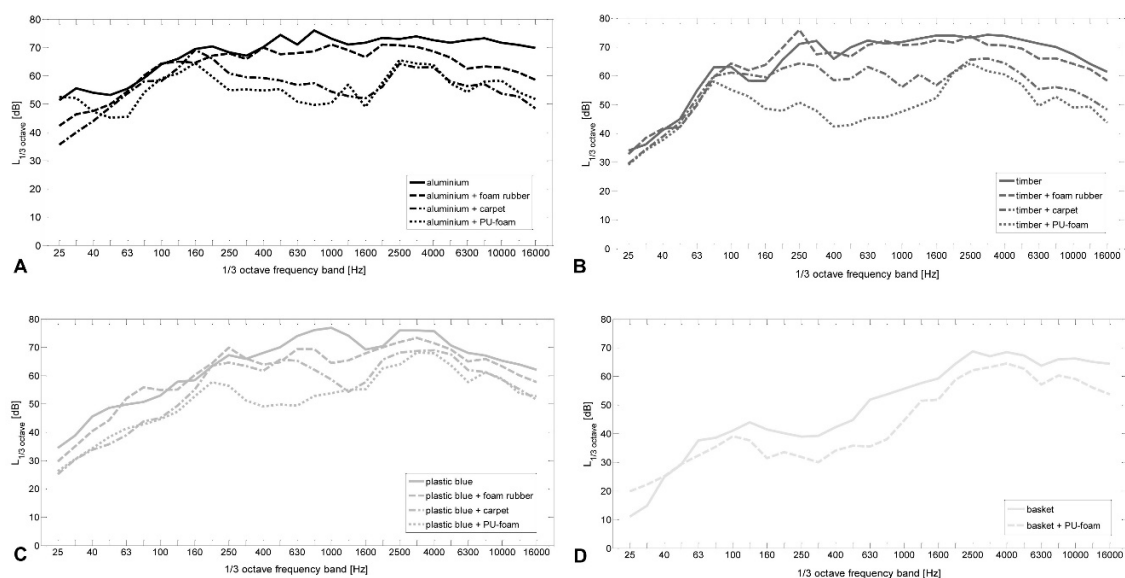 80
70
60
50
40
30
20
10
0
L1/3 octave [dB]
aluminium
aluminium + foam rubber
aluminium + carpet
aluminium + PU-foam
25 40 63 100 160 250 400 630 1000 1600 2500 4000 6300 10000 16000
1/3 octave frequency band [Hz]
A
80
70
60
50
40
30
20
10
0
L1/3 octave [dB]
timber
timber + foam rubber
timber + carpet
timber + PU-foam
25 40 63 100 160 250 400 630 1000 1600 2500 4000 6300 10000 16000
1/3 octave frequency band [Hz]
B
80
70
60
50
40
30
20
10
0
L1/3 octave [dB]
plastic blue
plastic blue + foam rubber
plastic blue + carpet
plastic blue + PU-foam
25 40 63 100 160 250 400 630 1000 1600 2500 4000 6300 10000 16000
1/3 octave frequency band [Hz]
C
80
70
60
50
40
30
20
10
0
L1/3 octave [dB]
basket
basket + PU-foam
25 40 63 100 160 250 400 630 1000 1600 2500 4000 6300 10000 16000
1/3 octave frequency band [Hz]
D